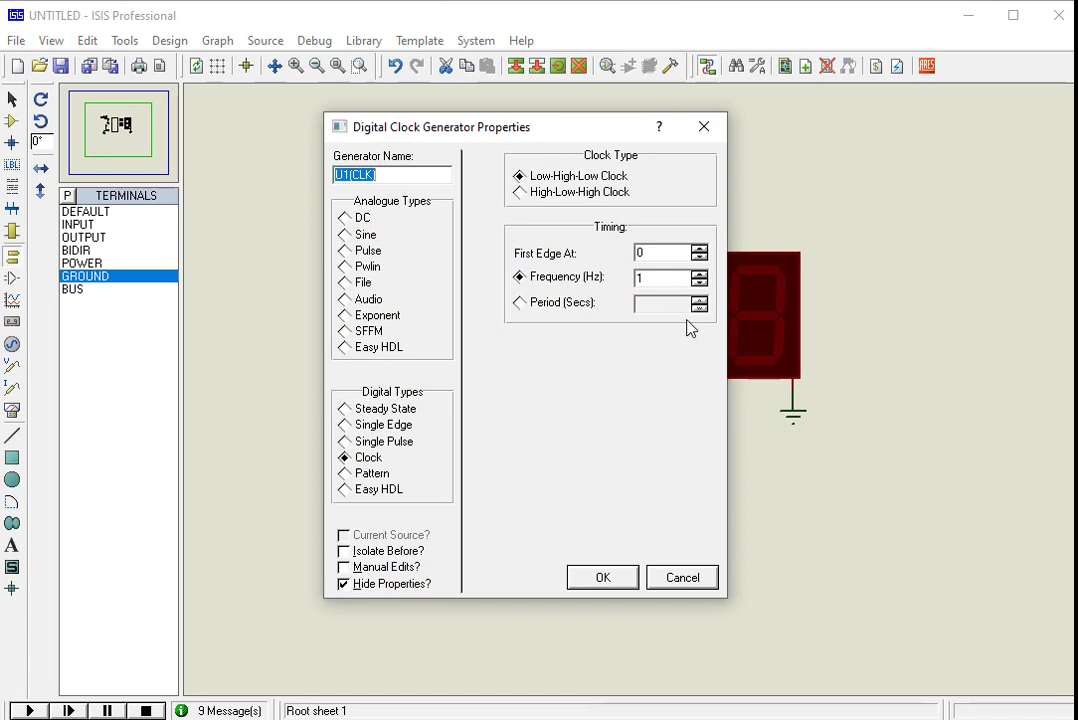 UNTITLED - ISIS Professional
File View Edit Tools Design Graph Source Debug Library Template System Help
ARES
0°
LBL
A
S
P TERMINALS
DEFAULT
INPUT
OUTPUT
BIDIR
POWER
GROUND
BUS
Digital Clock Generator Properties
?
Generator Name:
U1(CLK)
Analogue Types
DC
Sine
Pulse
Pwlin
File
Audio
Exponent
SFFM
Easy HDL
Digital Types
Steady State
Single Edge
Single Pulse
Clock
Pattern
Easy HDL
Current Source?
Isolate Before?
Manual Edits?
Hide Properties?
Clock Type
Low-High-Low Clock
High-Low-High Clock
Timing:
First Edge At: 0
Frequency (Hz): 1
Period (Secs):
OK Cancel
9 Message(s) Root sheet 1